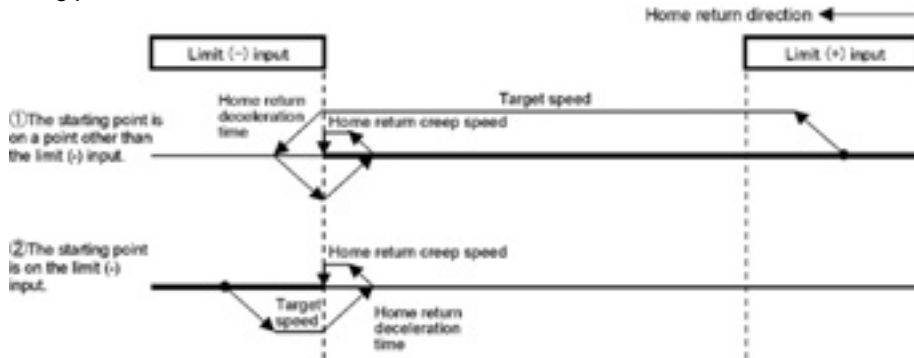 Home return direction
Limit (−) input
Limit (+) input
①The starting point is
on a point other than
the limit (-) input.
Home return
deceleration
time
Target speed
Home return creep speed
②The starting point
is on the limit (-)
input.
Home return creep speed
Target
speed
Home return
deceleration
time